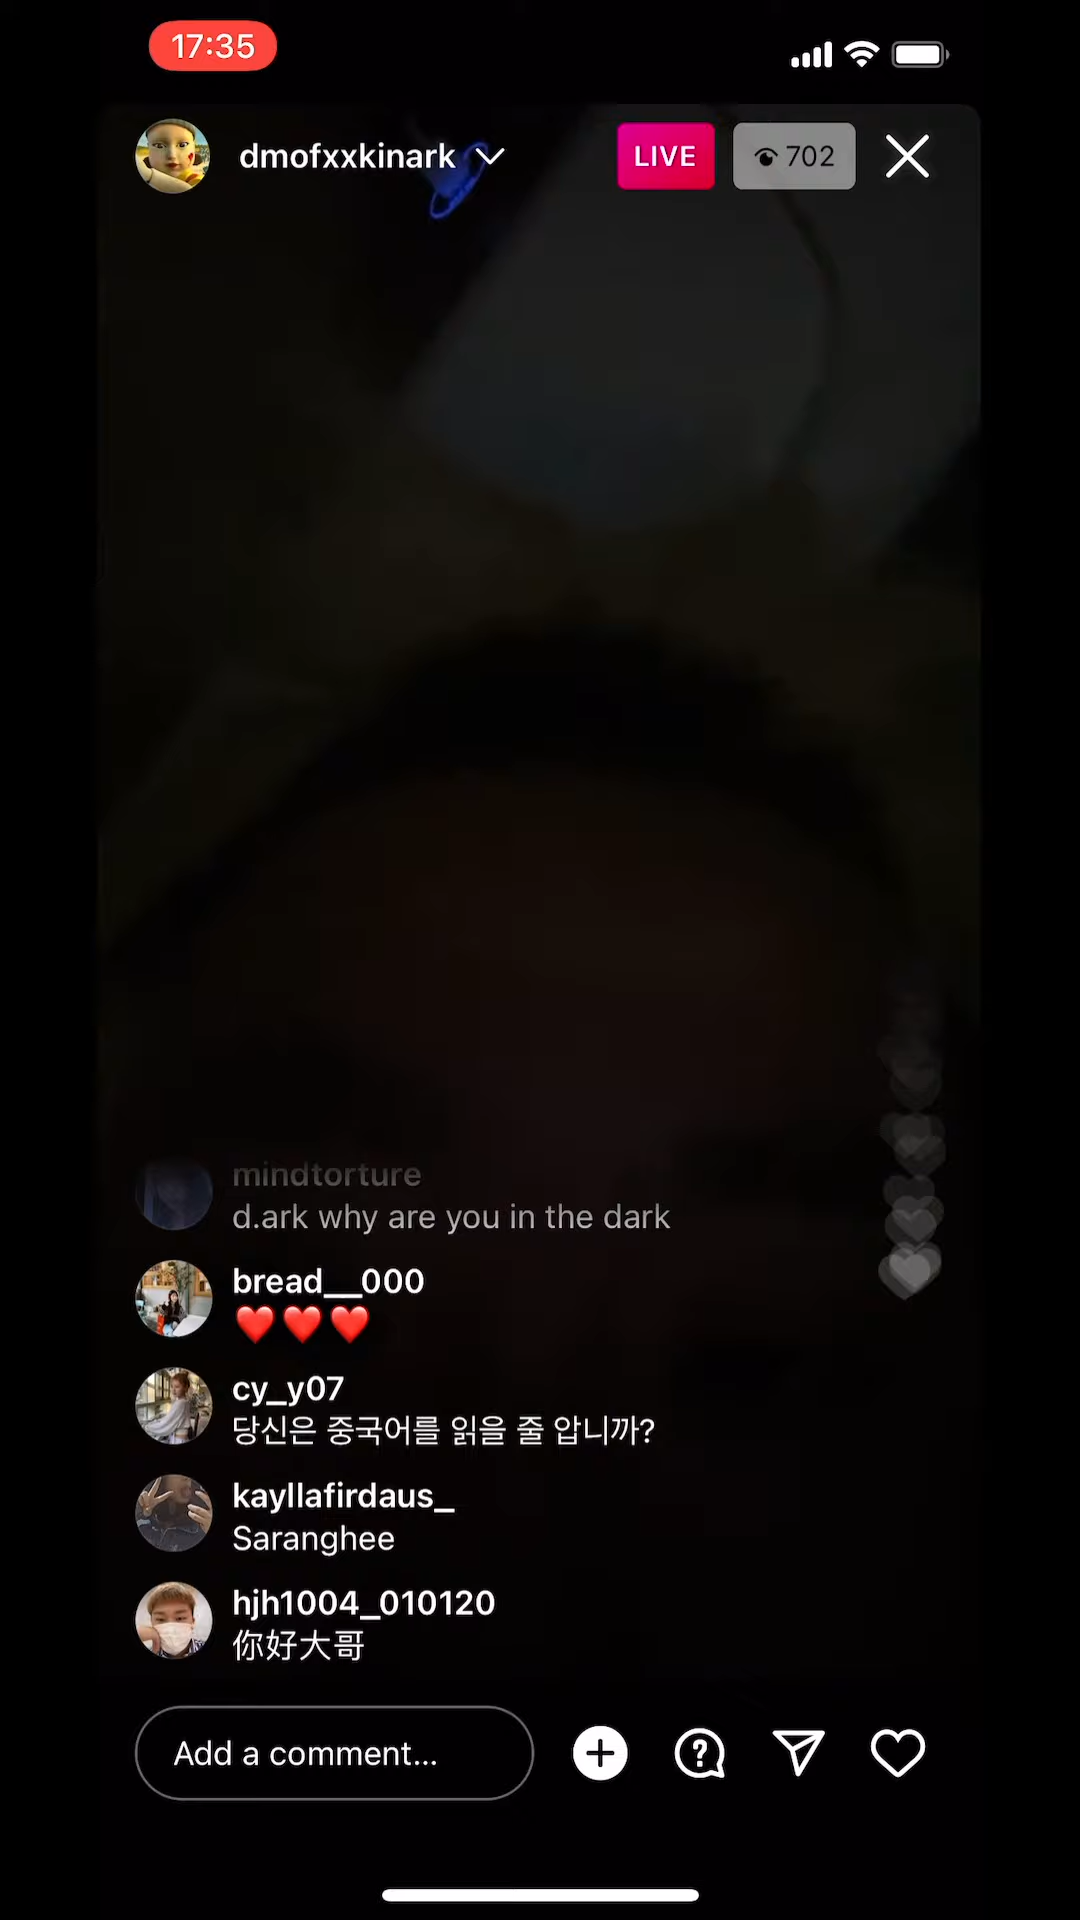 17:35
dmofxxkinark
LIVE
702
mindtorture
d.ark why are you in the dark
bread__000
❤️❤️❤️
cy_y07
당신은 중국어를 읽을 줄 압니까?
kayllafirdaus_
Saranghee
hjh1004_010120
你好大哥
Add a comment...